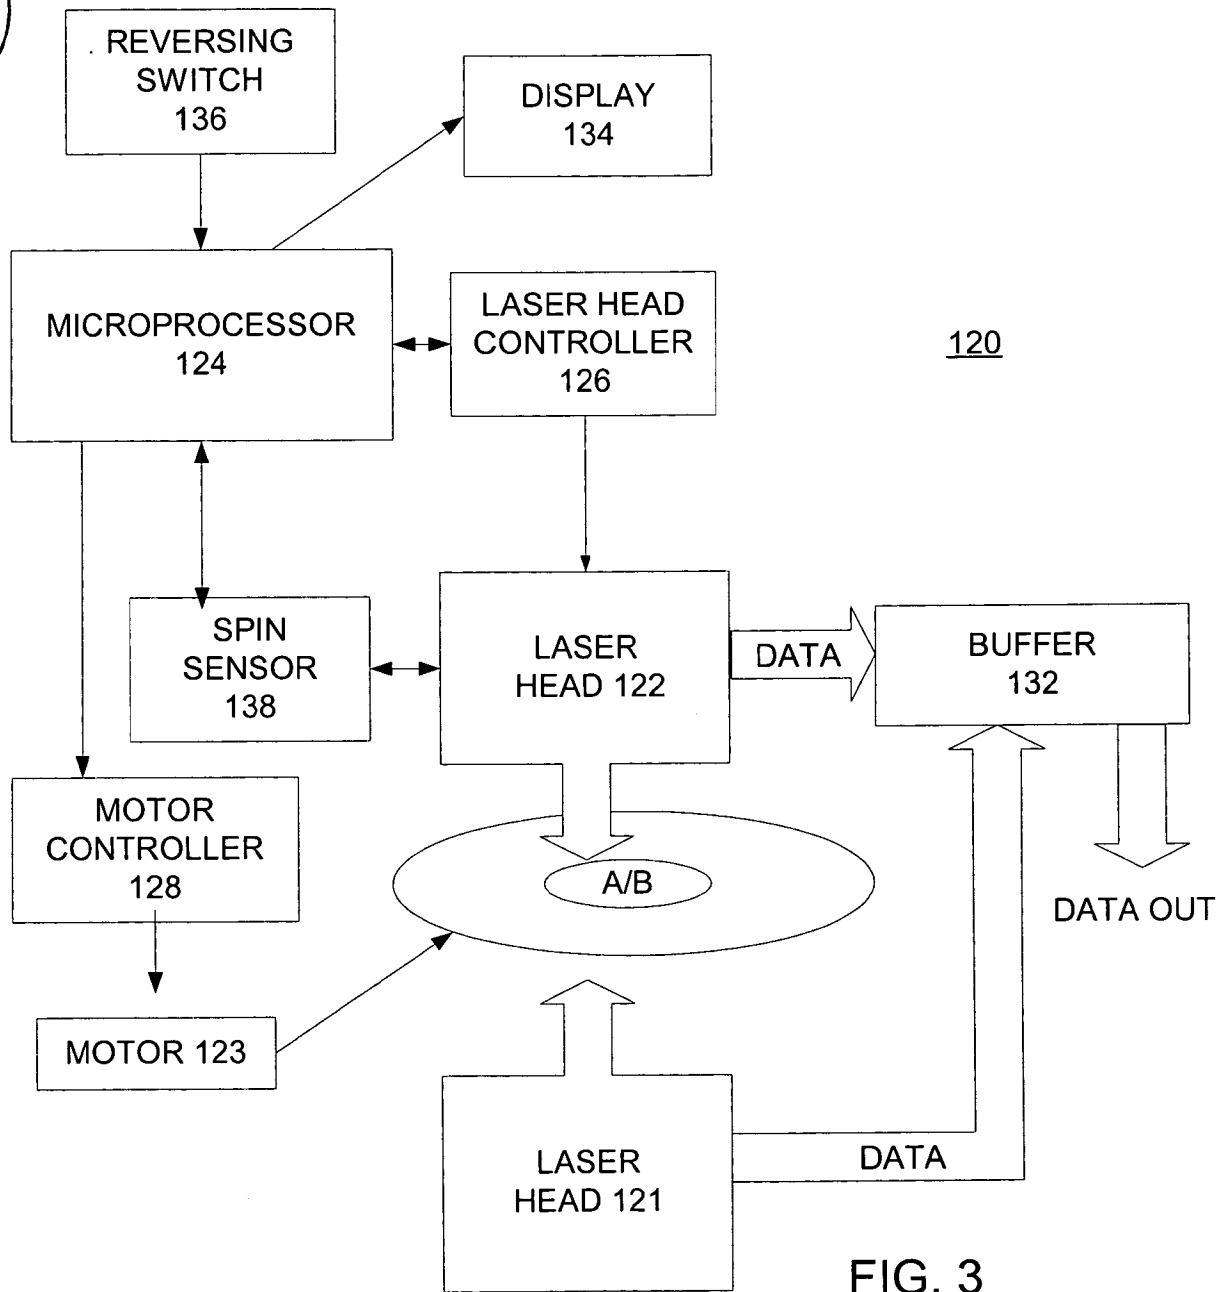 REVERSING
SWITCH
136
DISPLAY
134
MICROPROCESSOR
124
LASER HEAD
CONTROLLER
126
120
SPIN
SENSOR
138
LASER
HEAD 122
DATA
BUFFER
132
MOTOR
CONTROLLER
128
A/B
DATA OUT
MOTOR 123
LASER
HEAD 121
DATA
FIG. 3